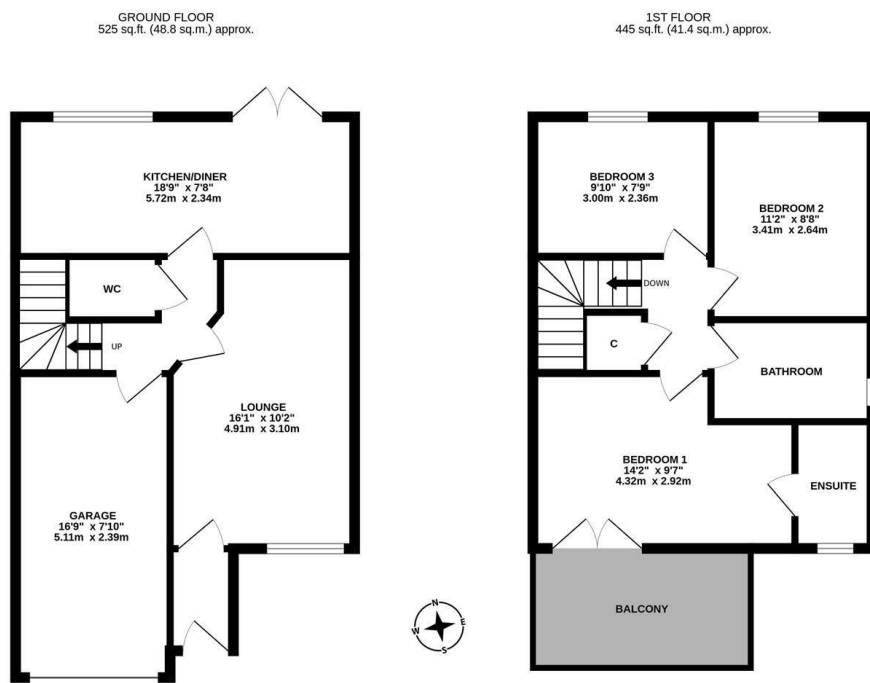 GROUND FLOOR
525 sq.ft. (48.8 sq.m.) approx.
KITCHEN/DINER
18'9" x 7'8"
5.72m x 2.34m
WC
UP
LOUNGE
16'1" x 10'2"
4.91m x 3.10m
GARAGE
16'9" x 7'10"
5.11m x 2.39m
1ST FLOOR
445 sq.ft. (41.4 sq.m.) approx.
BEDROOM 3
9'10" x 7'9"
3.00m x 2.36m
BEDROOM 2
11'2" x 8'8"
3.41m x 2.64m
DOWN
C
BATHROOM
BEDROOM 1
14'2" x 9'7"
4.32m x 2.92m
ENSUITE
BALCONY
N
E
S
W